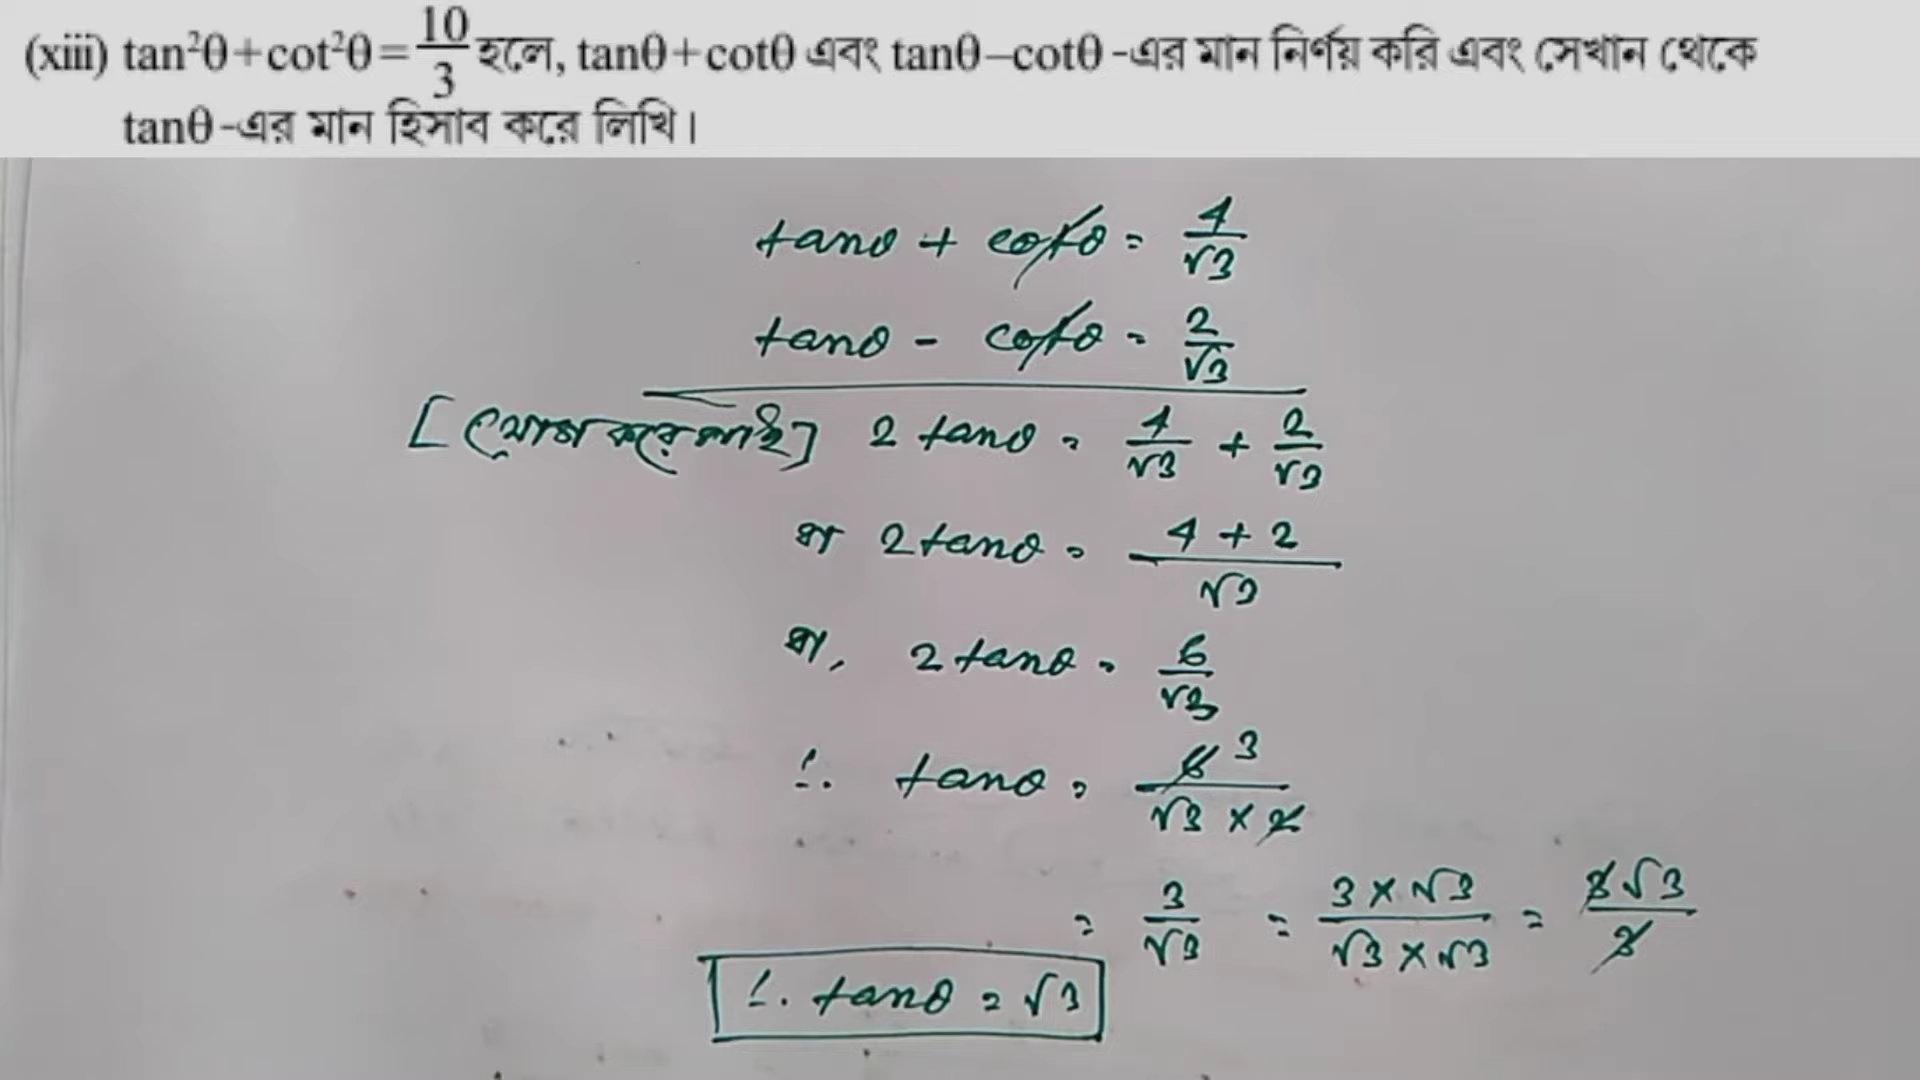 (xiii) tan²θ+cot²θ=10/3 হলে, tanθ+cotθ এবং tanθ–cotθ -এর মান নির্ণয় করি এবং সেখান থেকে
tanθ-এর মান হিসাব করে লিখি।
tanθ + cotθ = 4/√3
tanθ - cotθ = 2/√3
[যোগ করে পাই] 2 tanθ = 4/√3 + 2/√3
বা 2tanθ = (4 + 2)/√3
বা, 2 tanθ = 6/√3
∴ tanθ = 6 3/(√3 × 2)
= 3/√3 = (3 × √3)/(√3 × √3) = 3√3/3
∴ tanθ = √3